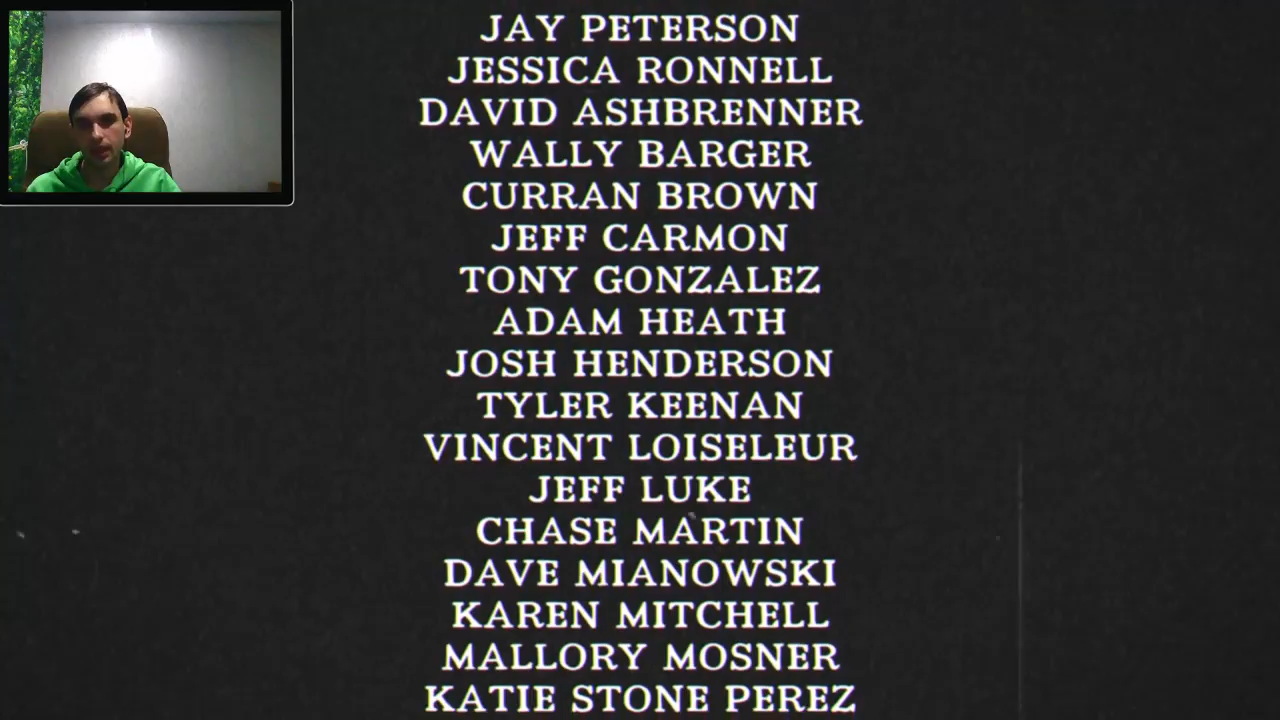 JAY PETERSON
JESSICA RONNELL
DAVID ASHBRENNER
WALLY BARGER
CURRAN BROWN
JEFF CARMON
TONY GONZALEZ
ADAM HEATH
JOSH HENDERSON
TYLER KEENAN
VINCENT LOISELEUR
JEFF LUKE
CHASE MARTIN
DAVE MIANOWSKI
KAREN MITCHELL
MALLORY MOSNER
KATIE STONE PEREZ